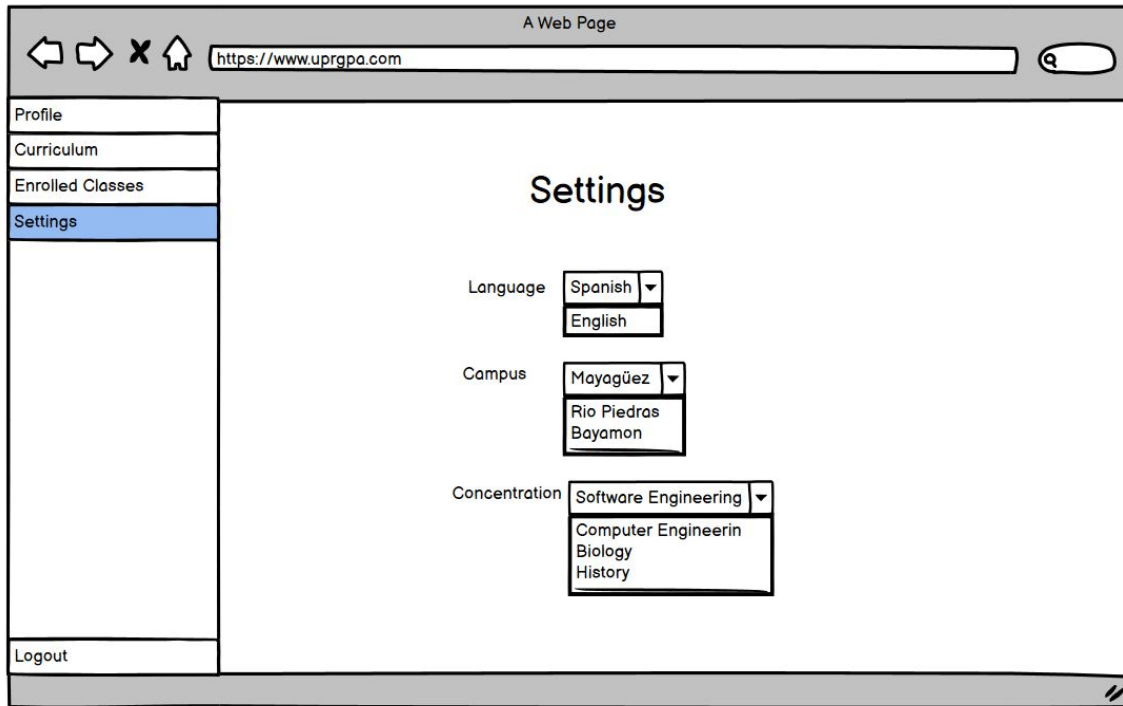 A Web Page
https://www.uprgpa.com
Profile
Curriculum
Enrolled Classes
Settings
Logout
Settings
Language
Spanish
English
Campus
Mayagüez
Rio Piedras
Bayamon
Concentration
Software Engineering
Computer Engineerin
Biology
History